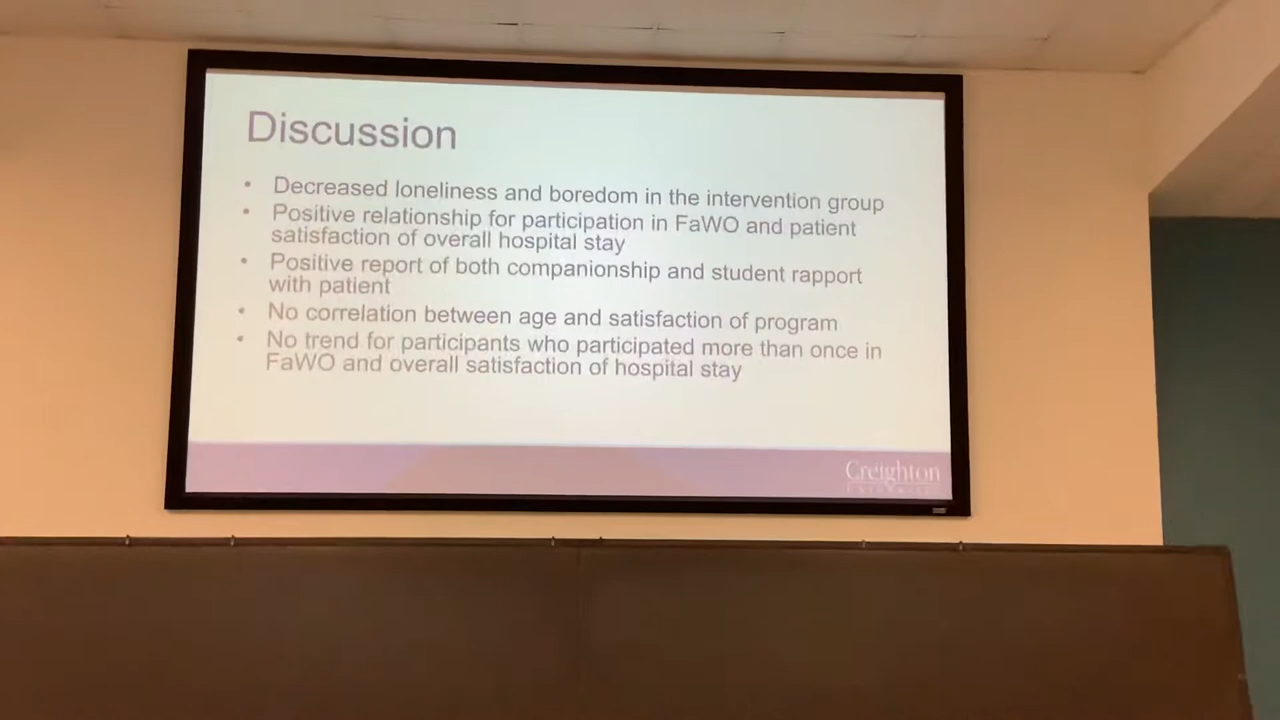 Discussion
• Decreased loneliness and boredom in the intervention group
• Positive relationship for participation in FaWO and patient
satisfaction of overall hospital stay
• Positive report of both companionship and student rapport
with patient
• No correlation between age and satisfaction of program
• No trend for participants who participated more than once in
FaWO and overall satisfaction of hospital stay
Creighton
UNIVERSITY